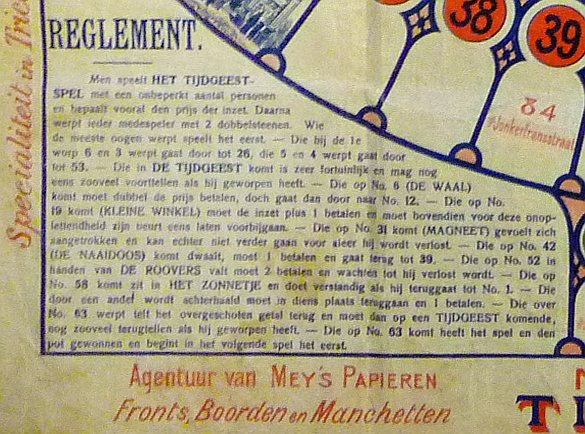 Specialiteit in Trico
REGLEMENT.
38
39
84
Jonkerfransstraat
Men speelt HET TIJDGEEST-
SPEL met een onbeperkt aantal personen
en bepaalt vooral den prijs der inzet. Daarna
werpt ieder medespeler met 2 dobbelsteenen. Wie
de meeste oogen werpt speelt het eerst. — Die bij de 1e
worp 6 en 3 werpt gaat door tot 26, die 5 en 4 werpt gaat door
tot 53. — Die in DE TIJDGEEST komt is zeer fortuinlijk en mag nog
eens zooveel voorttellen als hij geworpen heeft. — Die op No. 6 (DE WAAL)
komt moet dubbel de prijs betalen, doch gaat dan door naar No. 12. — Die op No.
19 komt (KLEINE WINKEL) moet de inzet plus 1 betalen en moet bovendien voor deze onop-
lettendheid zijn beurt eens laten voorbijgaan. — Die op No. 31 komt (MAGNEET) gevoelt zich
aangetrokken en kan echter niet verder gaan voor aleer hij wordt verlost. — Die op No. 42
(DE NAAIDOOS) komt dwaalt, moet 1 betalen en gaat terug tot 39. — Die op No. 52 in
handen van DE ROOVERS valt moet 2 betalen en wachten tot hij verlost wordt. — Die op
No. 58 komt zit in HET ZONNETJE en doet verstandig als hij teruggaat tot No. 1. — Die
door een ander wordt achterhaald moet in diens plaats teruggaan en 1 betalen. — Die over
No. 63 werpt telt het overgeschoten getal terug en moet dan op een TIJDGEEST komende,
nog zooveel terugtellen als hij geworpen heeft. — Die op No. 63 komt heeft het spel en den
pot gewonnen en begint in het volgende spel het eerst.
Agentuur van MEY'S PAPIEREN
Fronts, Boorden en Manchetten